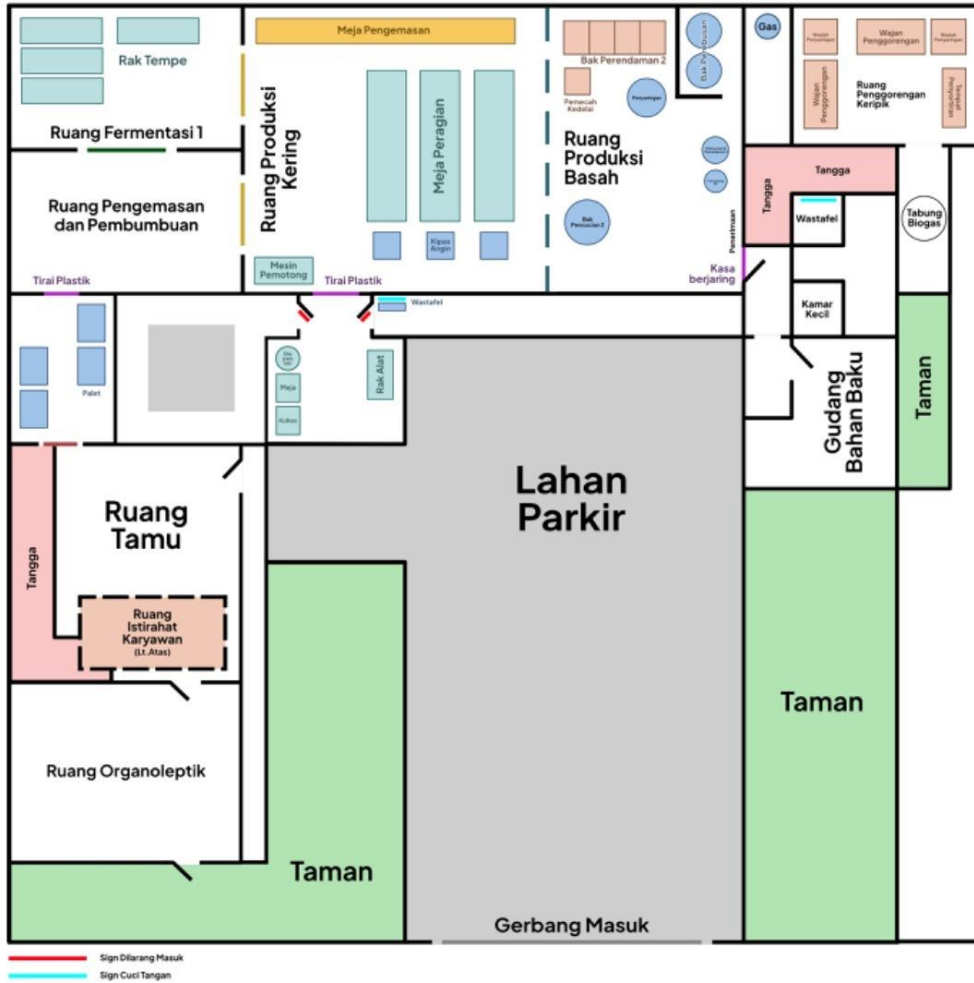 Meja Pengemasan
Rak Tempe
Ruang Fermentasi 1
Ruang Produksi
Kering
Meja Peragian
Bak Perendaman 2
Pemecah
Kedelai
Penyaringan
Bak Perebusan
Gas
Wajan
Penggorengan
Wajan
Penggorengan
Ruang
Penggorengan
Keripik
Ruang
Produksi
Basah
Ruang Pengemasan
dan Pembumbuan
Bak
Pencucian 2
Tangga
Tangga
Wastafel
Tabung
Biogas
Penerimaan
Kasa
berjaring
Kipas
Angin
Mesin
Pemotong
Tirai Plastik
Tirai Plastik
Wastafel
Kamar
Kecil
Palet
Meja
Kulkas
Rak Alat
Gudang
Bahan Baku
Taman
Ruang
Tamu
Lahan
Parkir
Tangga
Ruang
Istirahat
Karyawan
(Lt. Atas)
Taman
Ruang Organoleptik
Taman
Gerbang Masuk
Sign Dilarang Masuk
Sign Cuci Tangan